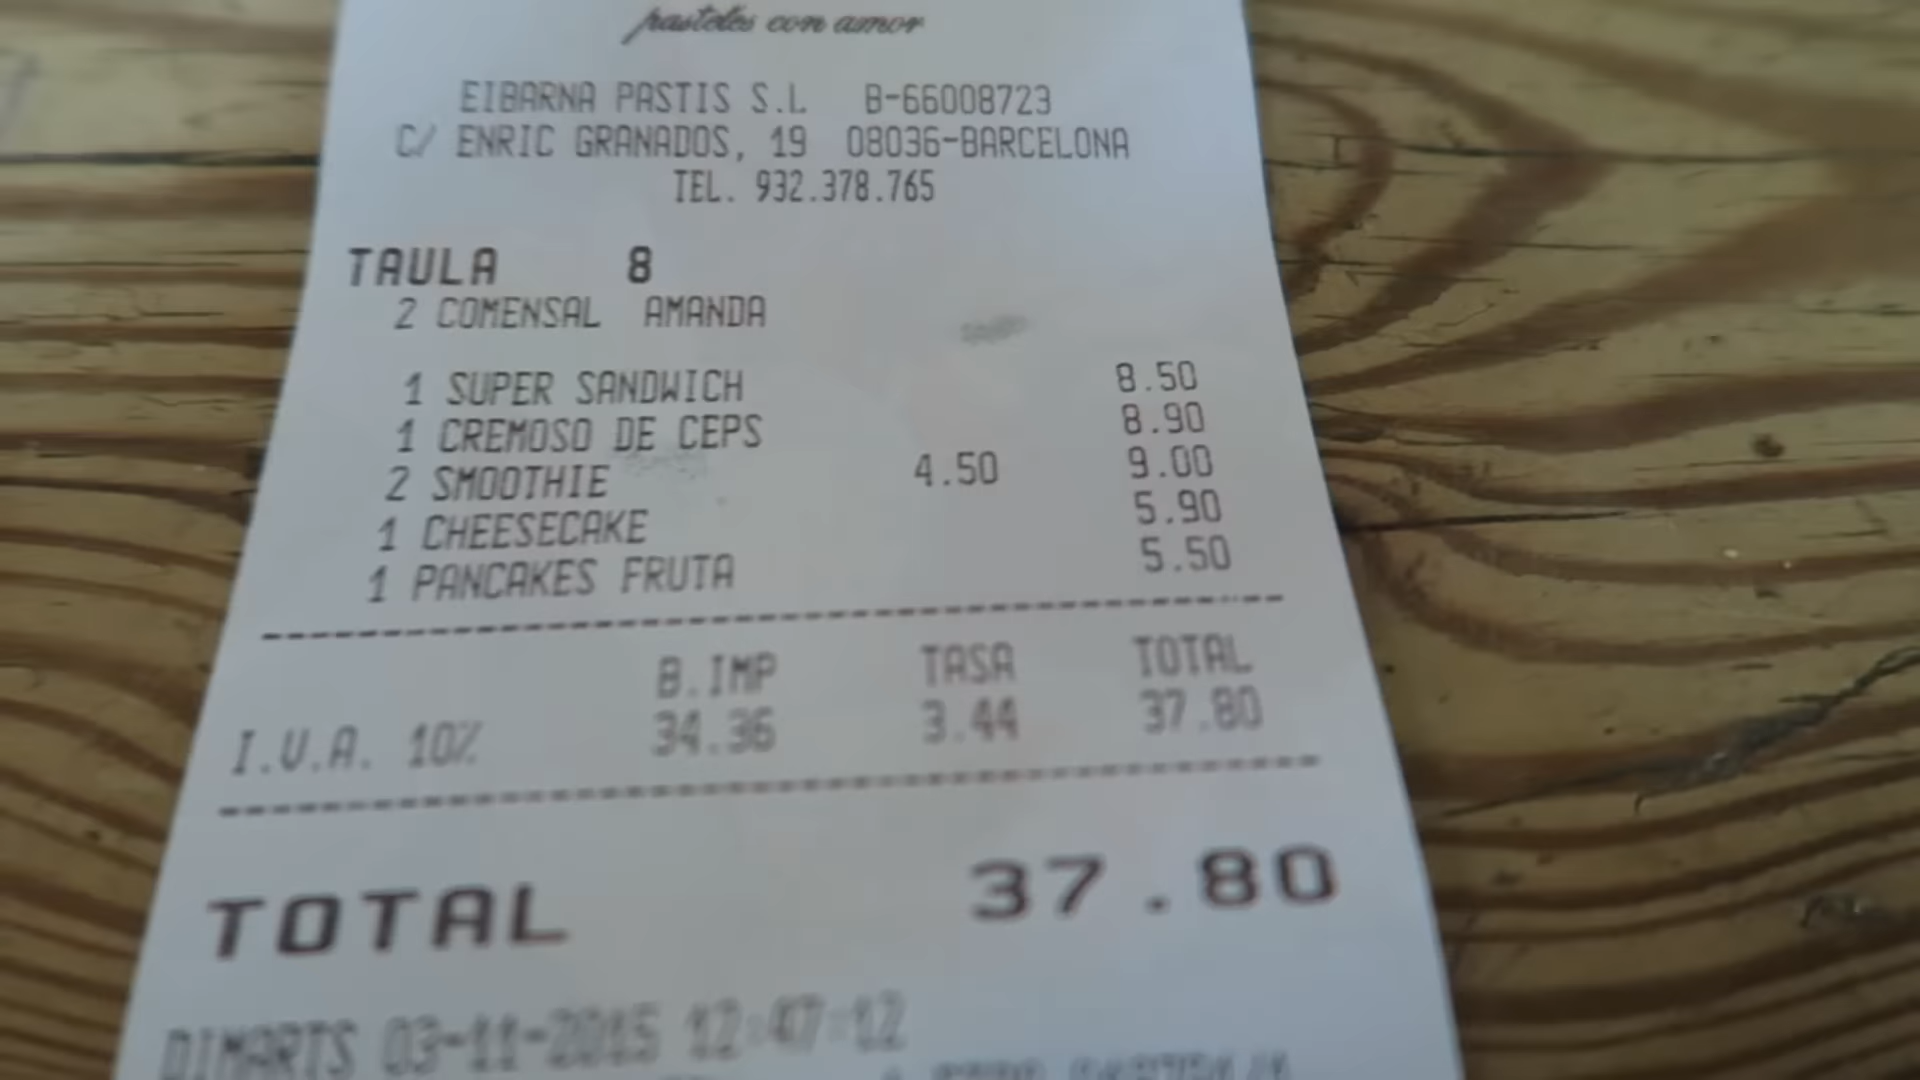 pasteles con amor
EIBARNA PASTIS S.L B-66008723
C/ ENRIC GRANADOS, 19 08036-BARCELONA
TEL. 932.378.765
TAULA 8
2 COMENSAL AMANDA
1 SUPER SANDWICH 8.50
1 CREMOSO DE CEPS 8.90
2 SMOOTHIE 4.50 9.00
1 CHEESECAKE 5.90
1 PANCAKES FRUTA 5.50
B.IMP TASA TOTAL
I.V.A. 10% 34.36 3.44 37.80
TOTAL 37.80
DIMARTS 03-11-2015 12:47:12